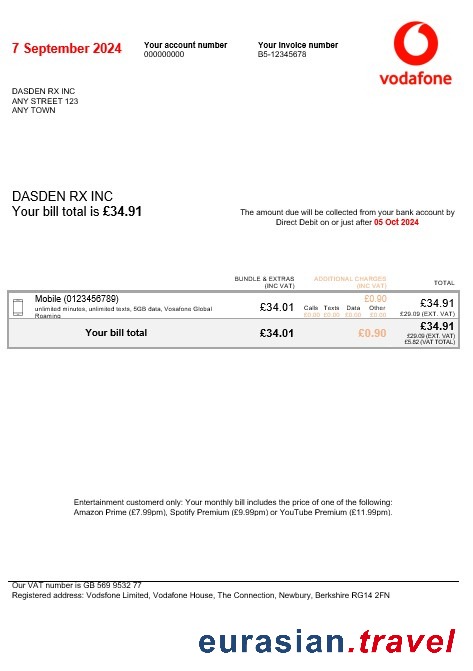 7 September 2024
Your account number
000000000
Your invoice number
B5-12345678
vodafone
DASDEN RX INC
ANY STREET 123
ANY TOWN
DASDEN RX INC
Your bill total is £34.91
The amount due will be collected from your bank account by
Direct Debit on or just after 05 Oct 2024
BUNDLE & EXTRAS
(INC VAT)
ADDITIONAL CHARGES
(INC VAT)
TOTAL
Mobile (0123456789)
unlimited minutes, unlimited texts, 5GB data, Vosafone Global
Roaming
£34.01
£0.90
Calls Texts Data Other
£0.00 £0.00 £0.00 £0.00
£34.91
£29.09 (EXT. VAT)
Your bill total
£34.01
£0.90
£34.91
£29.09 (EXT. VAT)
£5.82 (VAT TOTAL)
Entertainment customerd only: Your monthly bill includes the price of one of the following:
Amazon Prime (£7.99pm), Spotify Premium (£9.99pm) or YouTube Premium (£11.99pm).
Our VAT number is GB 569 9532 77
Registered address: Vodsfone Limited, Vodafone House, The Connection, Newbury, Berkshire RG14 2FN
eurasian.travel